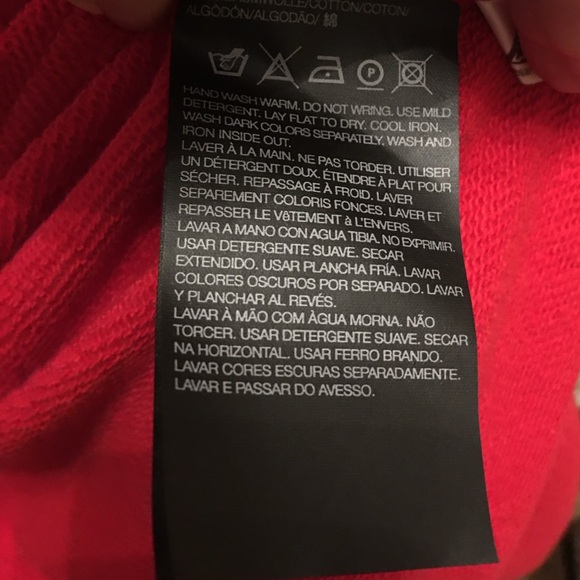 COTTON/COTON/
ALGODÓN/ALGODÃO/ 綿
HAND WASH WARM. DO NOT WRING. USE MILD
DETERGENT. LAY FLAT TO DRY. COOL IRON.
WASH DARK COLORS SEPARATELY. WASH AND
IRON INSIDE OUT.
LAVER À LA MAIN. NE PAS TORDER. UTILISER
UN DÉTERGENT DOUX. ÉTENDRE À PLAT POUR
SÉCHER. REPASSAGE À FROID. LAVER
SEPAREMENT COLORIS FONCES. LAVER ET
REPASSER LE VêTEMENT à L'ENVERS.
LAVAR A MANO CON AGUA TIBIA. NO EXPRIMIR.
USAR DETERGENTE SUAVE. SECAR
EXTENDIDO. USAR PLANCHA FRÍA. LAVAR
COLORES OSCUROS POR SEPARADO. LAVAR
Y PLANCHAR AL REVÉS.
LAVAR À MÃO COM ÀGUA MORNA. NÃO
TORCER. USAR DETERGENTE SUAVE. SECAR
NA HORIZONTAL. USAR FERRO BRANDO.
LAVAR CORES ESCURAS SEPARADAMENTE.
LAVAR E PASSAR DO AVESSO.